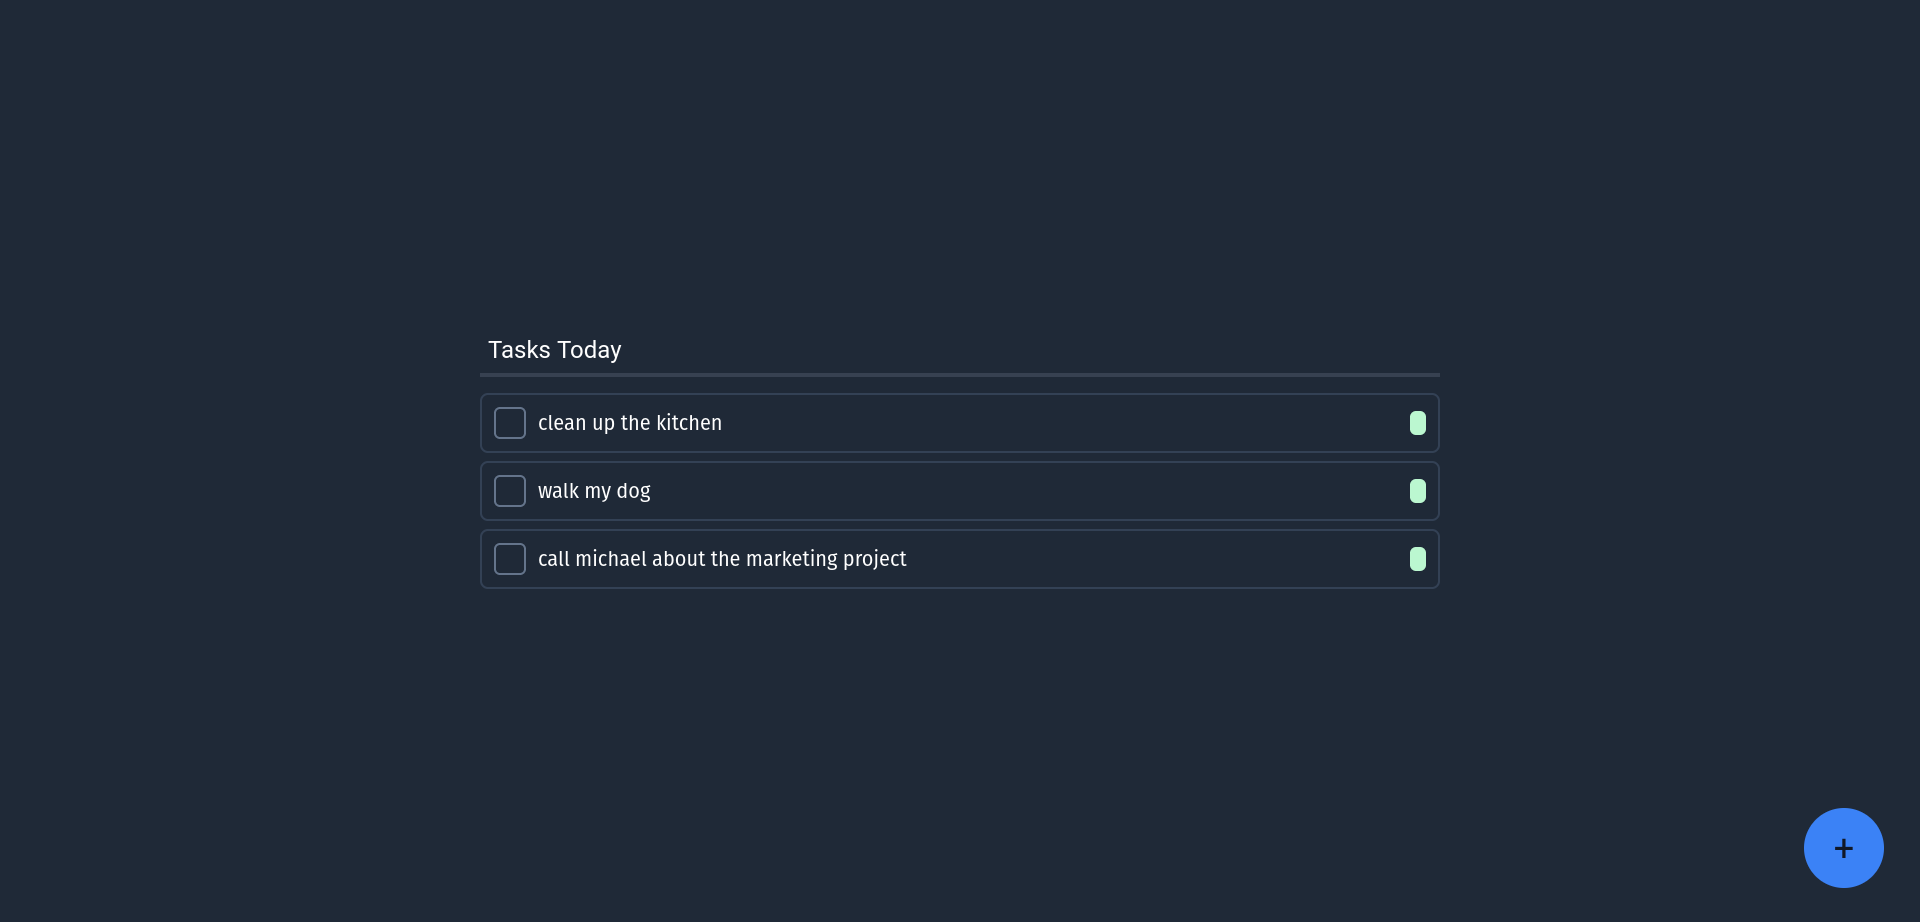 Tasks Today
clean up the kitchen
walk my dog
call michael about the marketing project
+